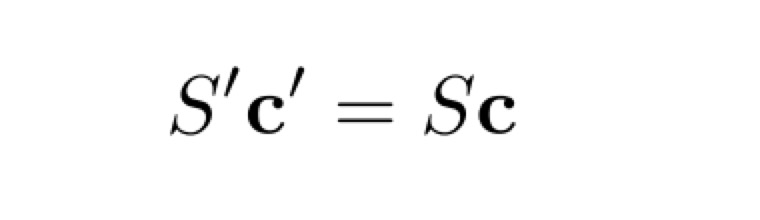 S′c′ = Sc